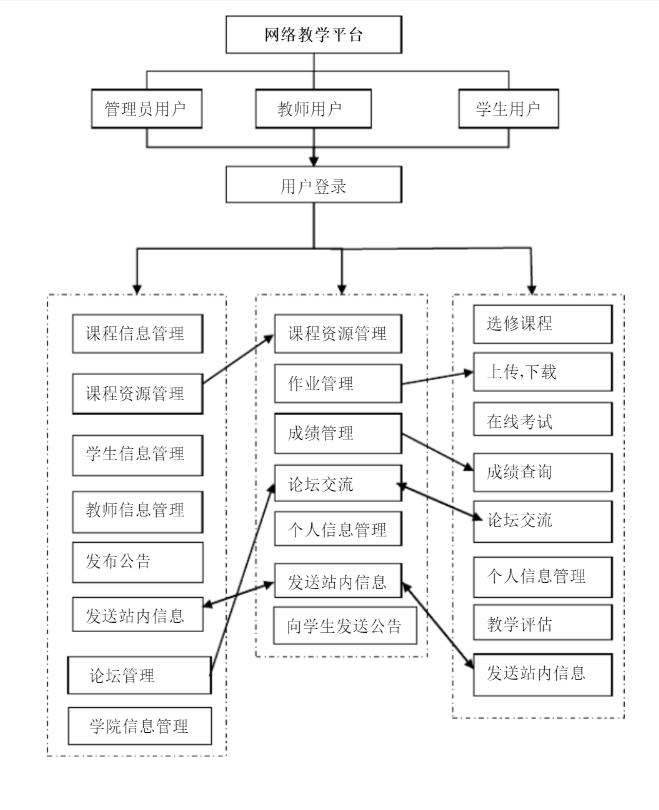 网络教学平台
管理员用户
教师用户
学生用户
用户登录
课程信息管理
课程资源管理
学生信息管理
教师信息管理
发布公告
发送站内信息
论坛管理
学院信息管理
课程资源管理
作业管理
成绩管理
论坛交流
个人信息管理
发送站内信息
向学生发送公告
选修课程
上传,下载
在线考试
成绩查询
论坛交流
个人信息管理
教学评估
发送站内信息